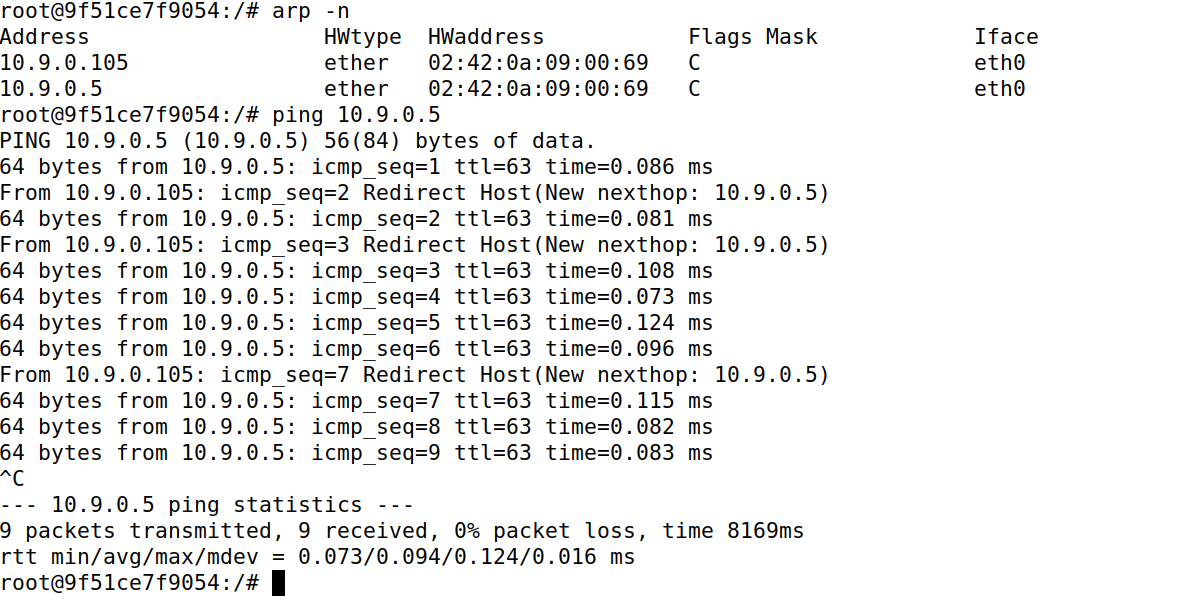 root@9f51ce7f9054:/# arp -n
Address                  HWtype  HWaddress           Flags Mask            Iface
10.9.0.105               ether   02:42:0a:09:00:69   C                     eth0
10.9.0.5                 ether   02:42:0a:09:00:69   C                     eth0
root@9f51ce7f9054:/# ping 10.9.0.5
PING 10.9.0.5 (10.9.0.5) 56(84) bytes of data.
64 bytes from 10.9.0.5: icmp_seq=1 ttl=63 time=0.086 ms
From 10.9.0.105: icmp_seq=2 Redirect Host(New nexthop: 10.9.0.5)
64 bytes from 10.9.0.5: icmp_seq=2 ttl=63 time=0.081 ms
From 10.9.0.105: icmp_seq=3 Redirect Host(New nexthop: 10.9.0.5)
64 bytes from 10.9.0.5: icmp_seq=3 ttl=63 time=0.108 ms
64 bytes from 10.9.0.5: icmp_seq=4 ttl=63 time=0.073 ms
64 bytes from 10.9.0.5: icmp_seq=5 ttl=63 time=0.124 ms
64 bytes from 10.9.0.5: icmp_seq=6 ttl=63 time=0.096 ms
From 10.9.0.105: icmp_seq=7 Redirect Host(New nexthop: 10.9.0.5)
64 bytes from 10.9.0.5: icmp_seq=7 ttl=63 time=0.115 ms
64 bytes from 10.9.0.5: icmp_seq=8 ttl=63 time=0.082 ms
64 bytes from 10.9.0.5: icmp_seq=9 ttl=63 time=0.083 ms
^C
--- 10.9.0.5 ping statistics ---
9 packets transmitted, 9 received, 0% packet loss, time 8169ms
rtt min/avg/max/mdev = 0.073/0.094/0.124/0.016 ms
root@9f51ce7f9054:/#